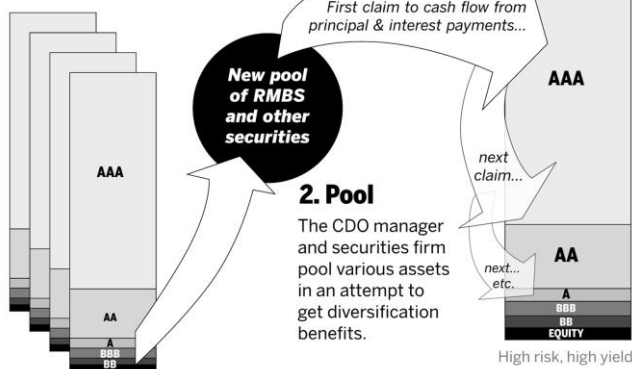 First claim to cash flow from
principal & interest payments...
AAA
New pool
of RMBS
and other
securities
AAA
next
claim...
2. Pool
The CDO manager
and securities firm
pool various assets
in an attempt to
get diversification
benefits.
AA
next...
etc.
A
BBB
BB
EQUITY
AA
A
BBB
BB
High risk, high yield